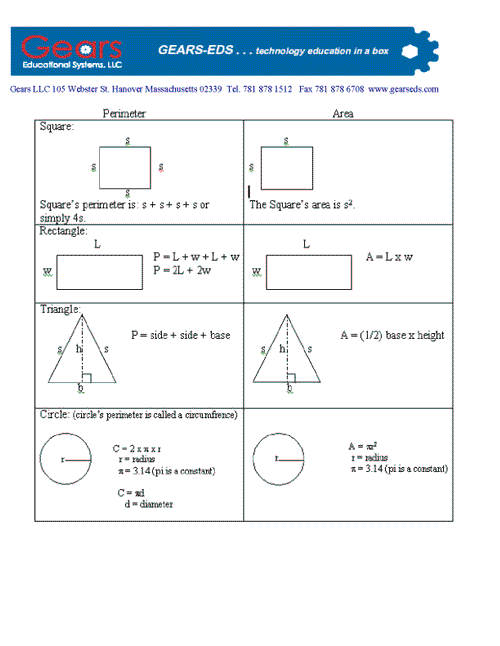 Gears
Educational Systems, LLC
GEARS-EDS . . . technology education in a box
Gears LLC 105 Webster St. Hanover Massachusetts 02339 Tel. 781 878 1512 Fax 781 878 6708 www.gearseds.com
Perimeter Area
Square:
s
s s
s
Square's perimeter is: s + s + s + s or
simply 4s.
s
s
The Square's area is s².
Rectangle:
L
w
P = L + w + L + w
P = 2L + 2w
L
w
A = L x w
Triangle:
s h s
b
P = side + side + base
s h s
b
A = (1/2) base x height
Circle: (circle's perimeter is called a circumfrence)
r
C = 2 x π x r
r = radius
π = 3.14 (pi is a constant)
C = πd
d = diameter
r
A = πr²
r = radius
π = 3.14 (pi is a constant)